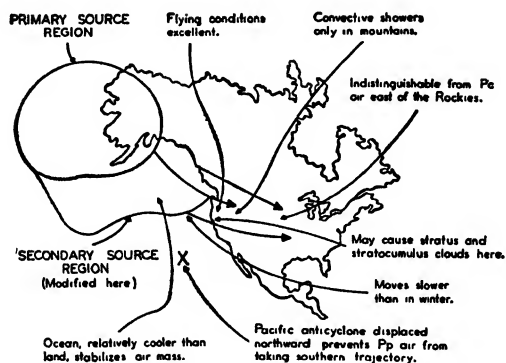 PRIMARY SOURCE
REGION
Flying conditions
excellent.
Convective showers
only in mountains.
Indistinguishable from Pc
air east of the Rockies.
May cause stratus and
stratocumulus clouds here.
'SECONDARY SOURCE
REGION
(Modified here)
X
Moves slower
than in winter.
Ocean, relatively cooler than
land, stabilizes air mass.
Pacific anticyclone displaced
northward prevents Pp air from
taking southern trajectory.